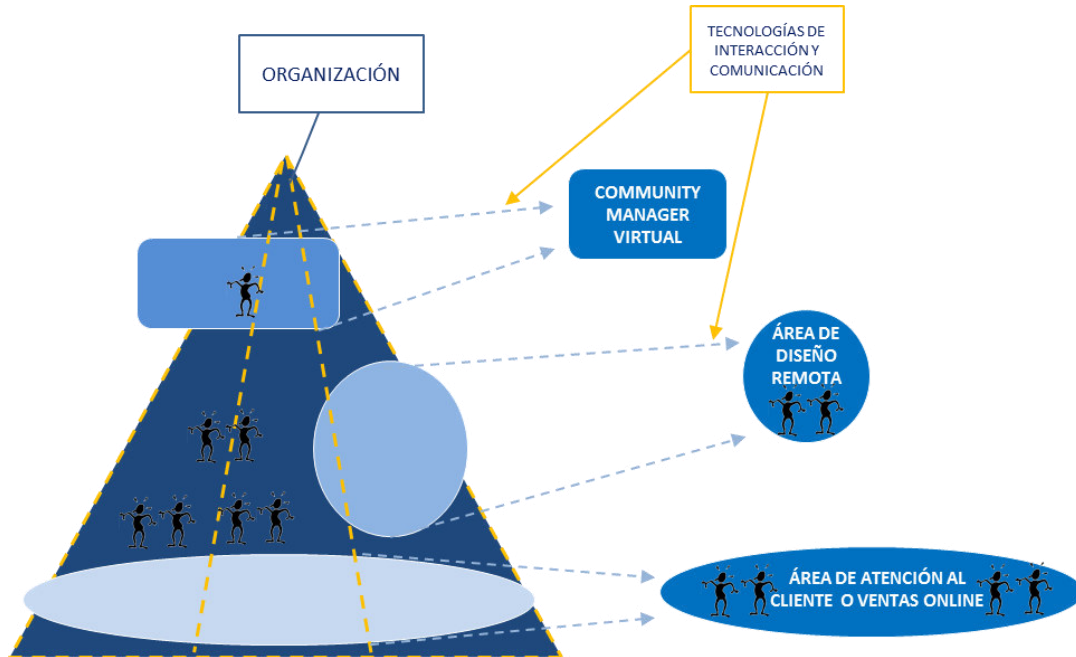 ORGANIZACIÓN
TECNOLOGÍAS DE
INTERACCIÓN Y
COMUNICACIÓN
COMMUNITY
MANAGER
VIRTUAL
ÁREA DE
DISEÑO
REMOTA
ÁREA DE ATENCIÓN AL
CLIENTE O VENTAS ONLINE